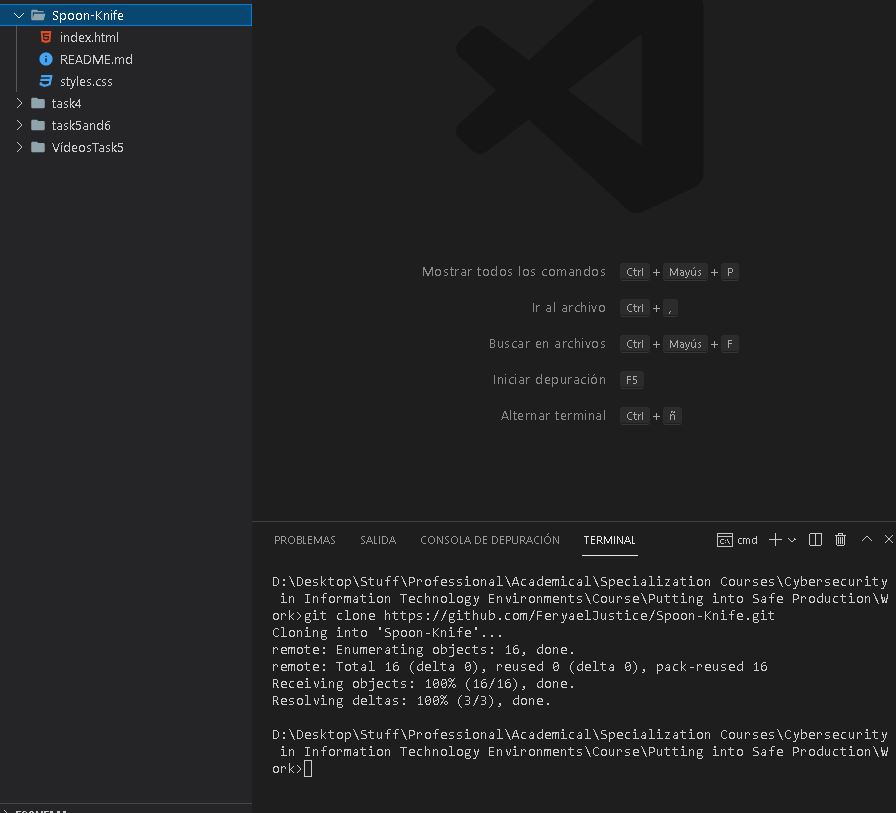 Spoon-Knife
index.html
README.md
styles.css
task4
task5and6
VídeosTask5
Mostrar todos los comandos Ctrl + Mayús + P
Ir al archivo Ctrl + ,
Buscar en archivos Ctrl + Mayús + F
Iniciar depuración F5
Alternar terminal Ctrl + ñ
PROBLEMAS SALIDA CONSOLA DE DEPURACIÓN TERMINAL cmd
D:\Desktop\Stuff\Professional\Academical\Specialization Courses\Cybersecurity
in Information Technology Environments\Course\Putting into Safe Production\W
ork>git clone https://github.com/FeryaelJustice/Spoon-Knife.git
Cloning into 'Spoon-Knife'...
remote: Enumerating objects: 16, done.
remote: Total 16 (delta 0), reused 0 (delta 0), pack-reused 16
Receiving objects: 100% (16/16), done.
Resolving deltas: 100% (3/3), done.
D:\Desktop\Stuff\Professional\Academical\Specialization Courses\Cybersecurity
in Information Technology Environments\Course\Putting into Safe Production\W
ork>